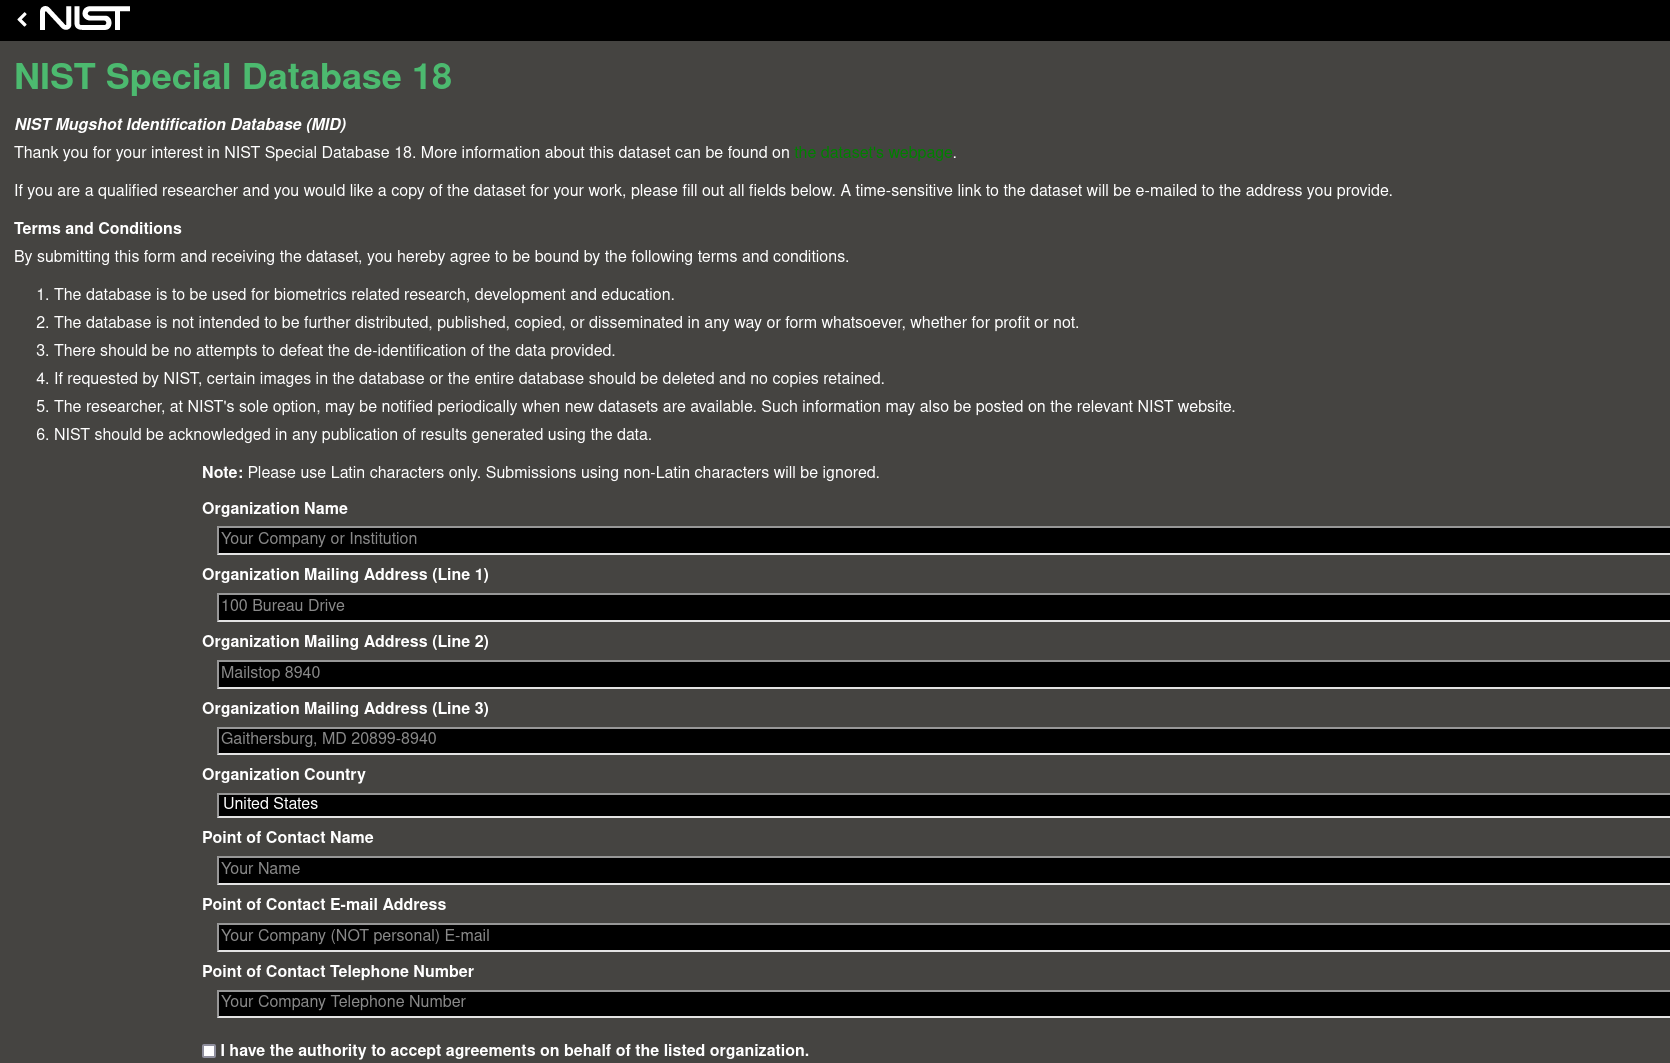 NIST
NIST Special Database 18
NIST Mugshot Identification Database (MID)
Thank you for your interest in NIST Special Database 18. More information about this dataset can be found on the dataset's webpage.
If you are a qualified researcher and you would like a copy of the dataset for your work, please fill out all fields below. A time-sensitive link to the dataset will be e-mailed to the address you provide.
Terms and Conditions
By submitting this form and receiving the dataset, you hereby agree to be bound by the following terms and conditions.
1. The database is to be used for biometrics related research, development and education.
2. The database is not intended to be further distributed, published, copied, or disseminated in any way or form whatsoever, whether for profit or not.
3. There should be no attempts to defeat the de-identification of the data provided.
4. If requested by NIST, certain images in the database or the entire database should be deleted and no copies retained.
5. The researcher, at NIST's sole option, may be notified periodically when new datasets are available. Such information may also be posted on the relevant NIST website.
6. NIST should be acknowledged in any publication of results generated using the data.
Note: Please use Latin characters only. Submissions using non-Latin characters will be ignored.
Organization Name
Your Company or Institution
Organization Mailing Address (Line 1)
100 Bureau Drive
Organization Mailing Address (Line 2)
Mailstop 8940
Organization Mailing Address (Line 3)
Gaithersburg, MD 20899-8940
Organization Country
United States
Point of Contact Name
Your Name
Point of Contact E-mail Address
Your Company (NOT personal) E-mail
Point of Contact Telephone Number
Your Company Telephone Number
I have the authority to accept agreements on behalf of the listed organization.